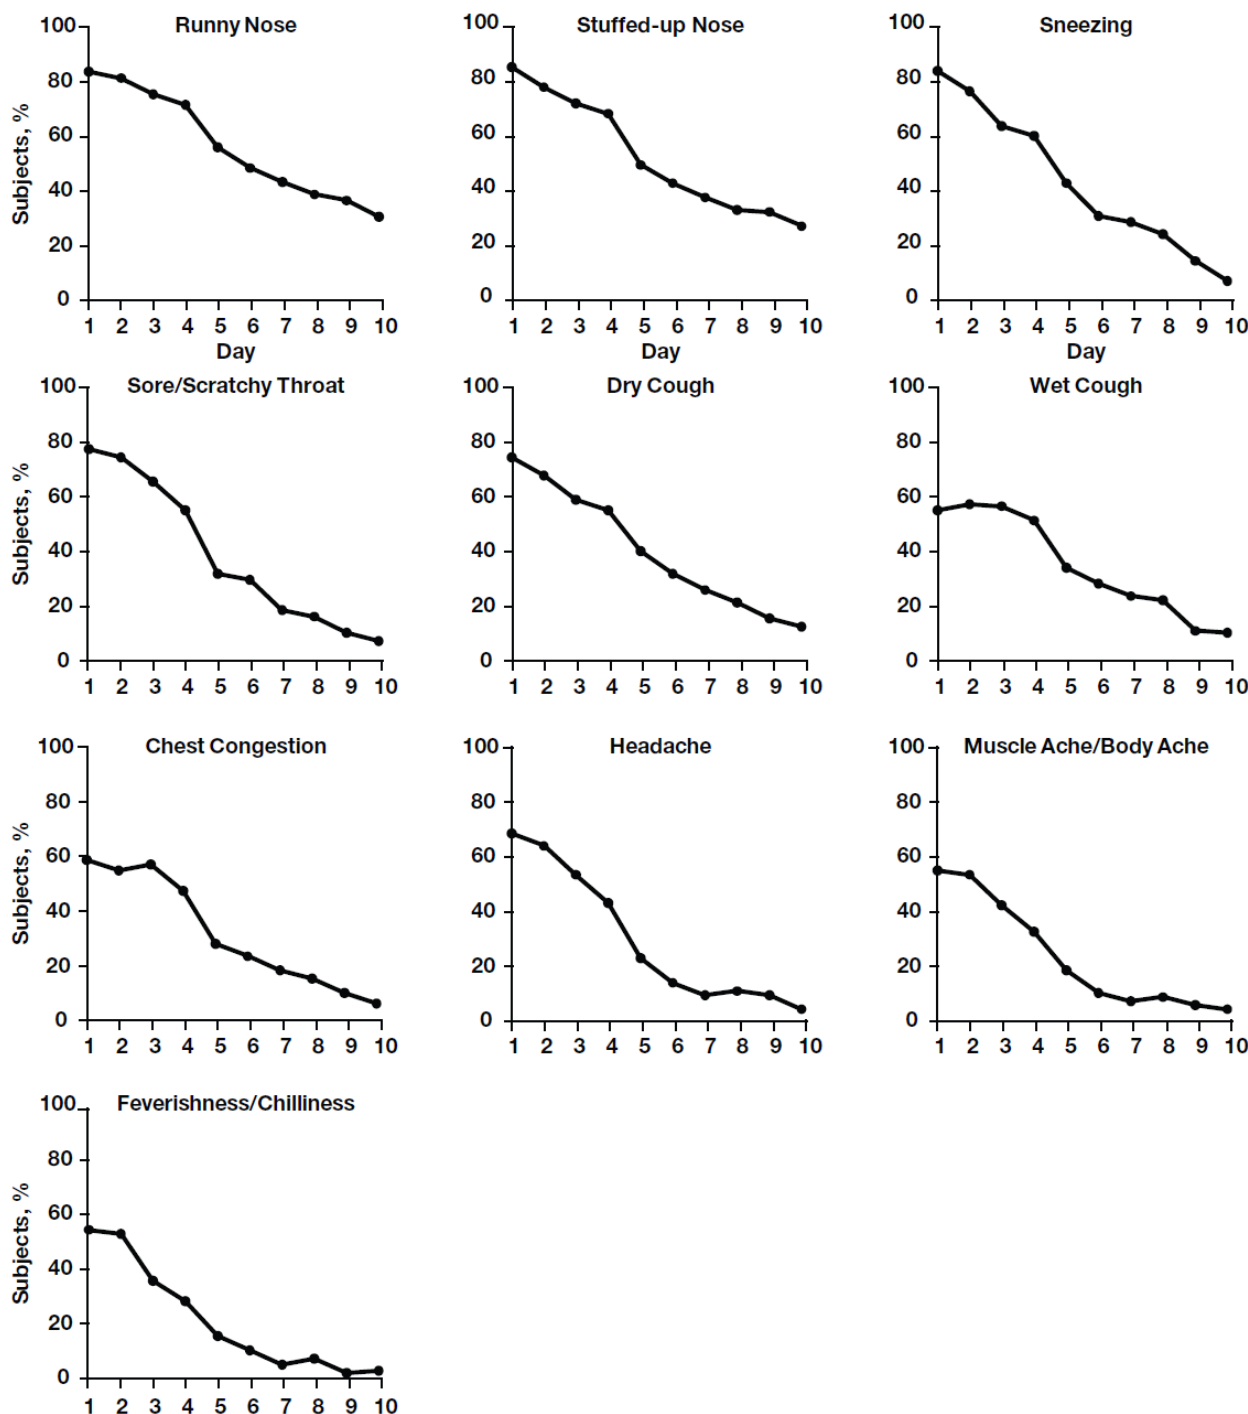 Runny Nose
Subjects, %
100
80
60
40
20
0
1 2 3 4 5 6 7 8 9 10
Day
Stuffed-up Nose
100
80
60
40
20
0
1 2 3 4 5 6 7 8 9 10
Day
Sneezing
100
80
60
40
20
0
1 2 3 4 5 6 7 8 9 10
Day
Sore/Scratchy Throat
Subjects, %
100
80
60
40
20
0
1 2 3 4 5 6 7 8 9 10
Dry Cough
100
80
60
40
20
0
1 2 3 4 5 6 7 8 9 10
Wet Cough
100
80
60
40
20
0
1 2 3 4 5 6 7 8 9 10
Chest Congestion
Subjects, %
100
80
60
40
20
0
1 2 3 4 5 6 7 8 9 10
Headache
100
80
60
40
20
0
1 2 3 4 5 6 7 8 9 10
Muscle Ache/Body Ache
100
80
60
40
20
0
1 2 3 4 5 6 7 8 9 10
Feverishness/Chilliness
Subjects, %
100
80
60
40
20
0
1 2 3 4 5 6 7 8 9 10